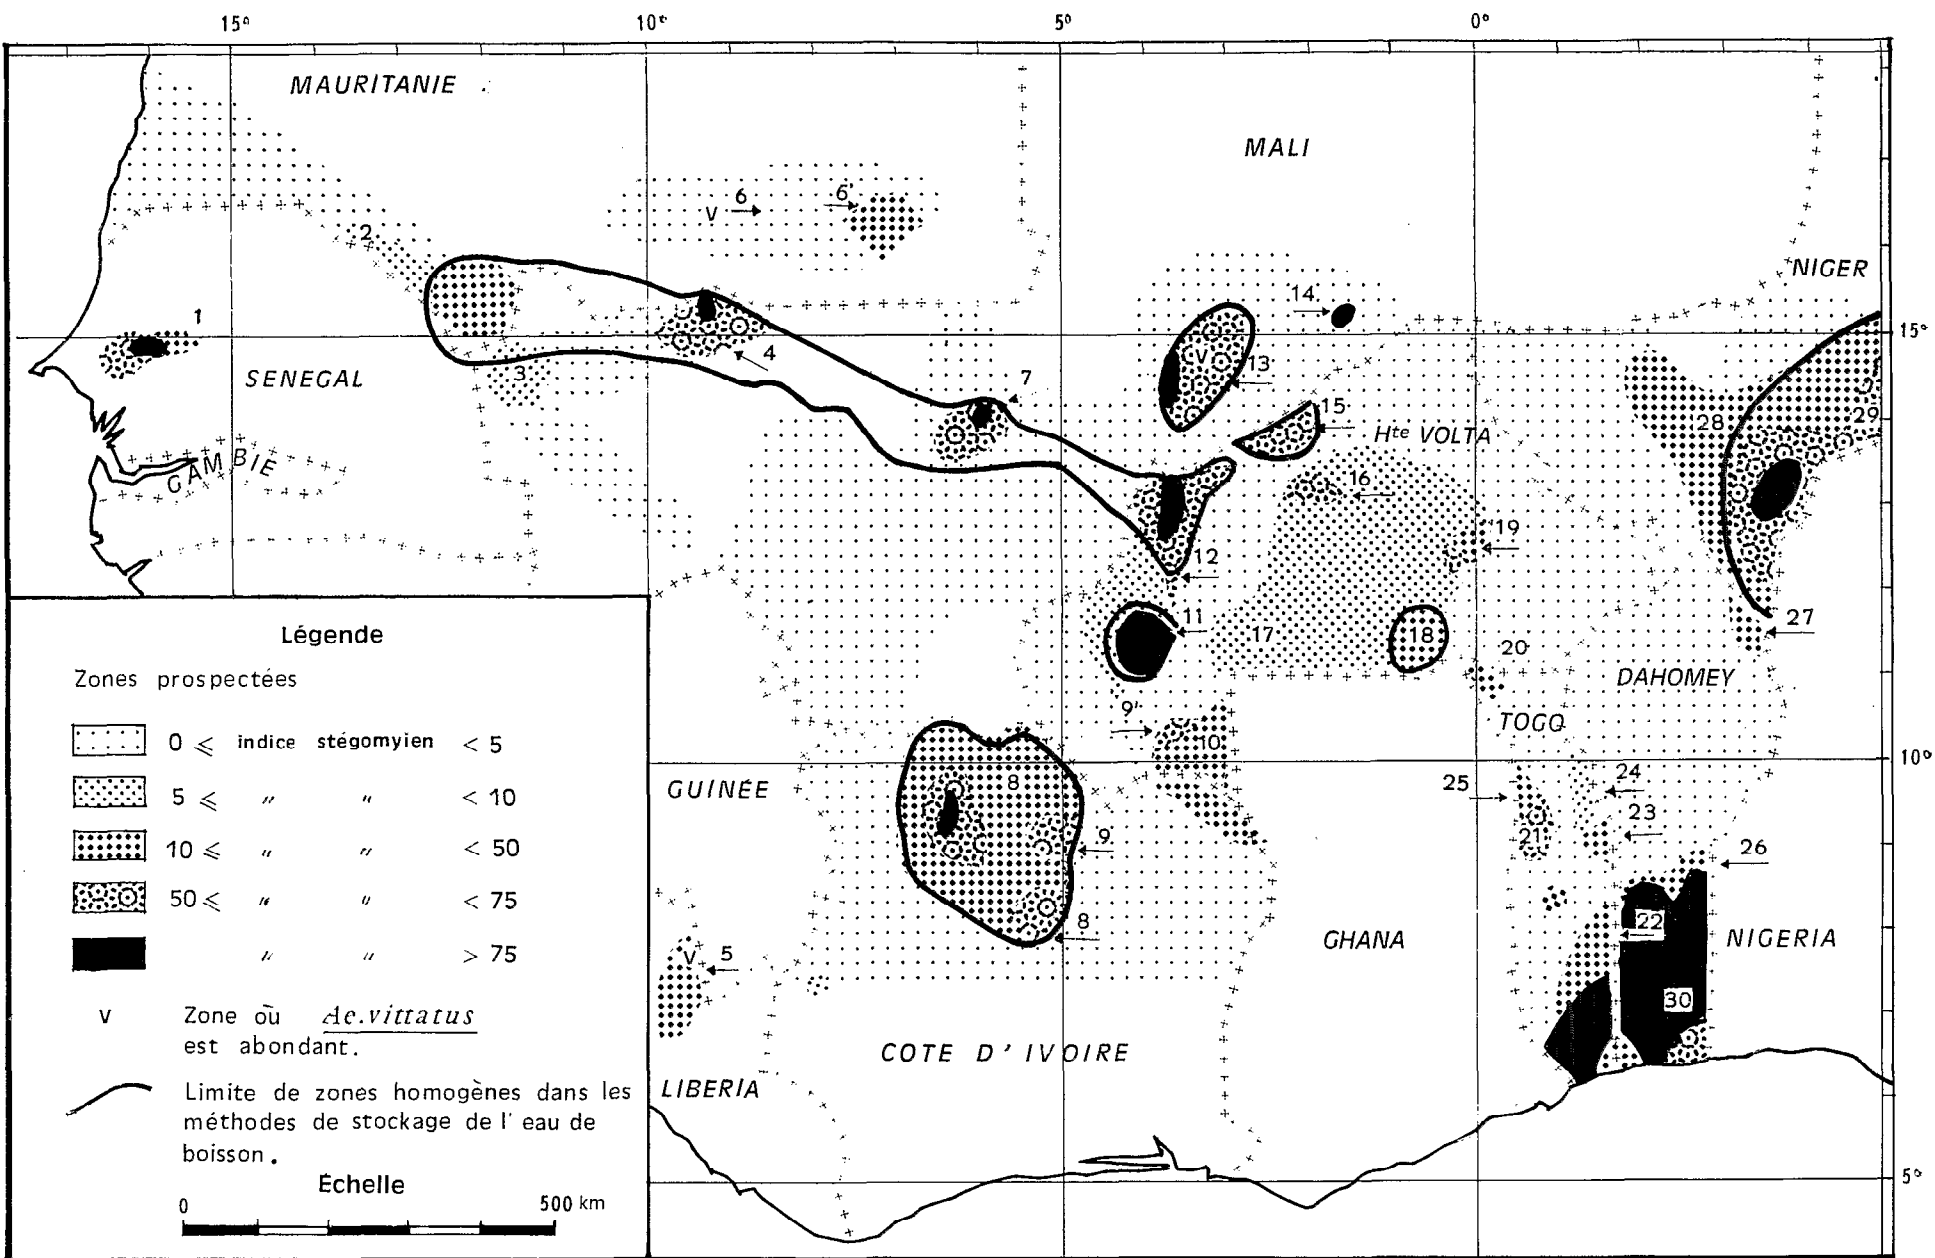 15° 10° 5° 0°
MAURITANIE
MALI
6 6'
2
NIGER
14
1
15°
4
V
13
SENEGAL
3
7
15
28
29
Hte VOLTA
GAMBIE
16
19
12
27
11
17
18
20
DAHOMEY
9'
TOGO
10
10°
GUINÉE
8
25
24
23
21
9
26
8
22
GHANA
NIGERIA
V 5
30
COTE D'IVOIRE
LIBERIA
5°
Légende
Zones prospectées
0 ⩽ indice stégomyien < 5
5 ⩽ " " < 10
10 ⩽ " " < 50
50 ⩽ " " < 75
" " > 75
V Zone où Ae.vittatus
est abondant.
Limite de zones homogènes dans les
méthodes de stockage de l'eau de
boisson.
Échelle
0 500 km